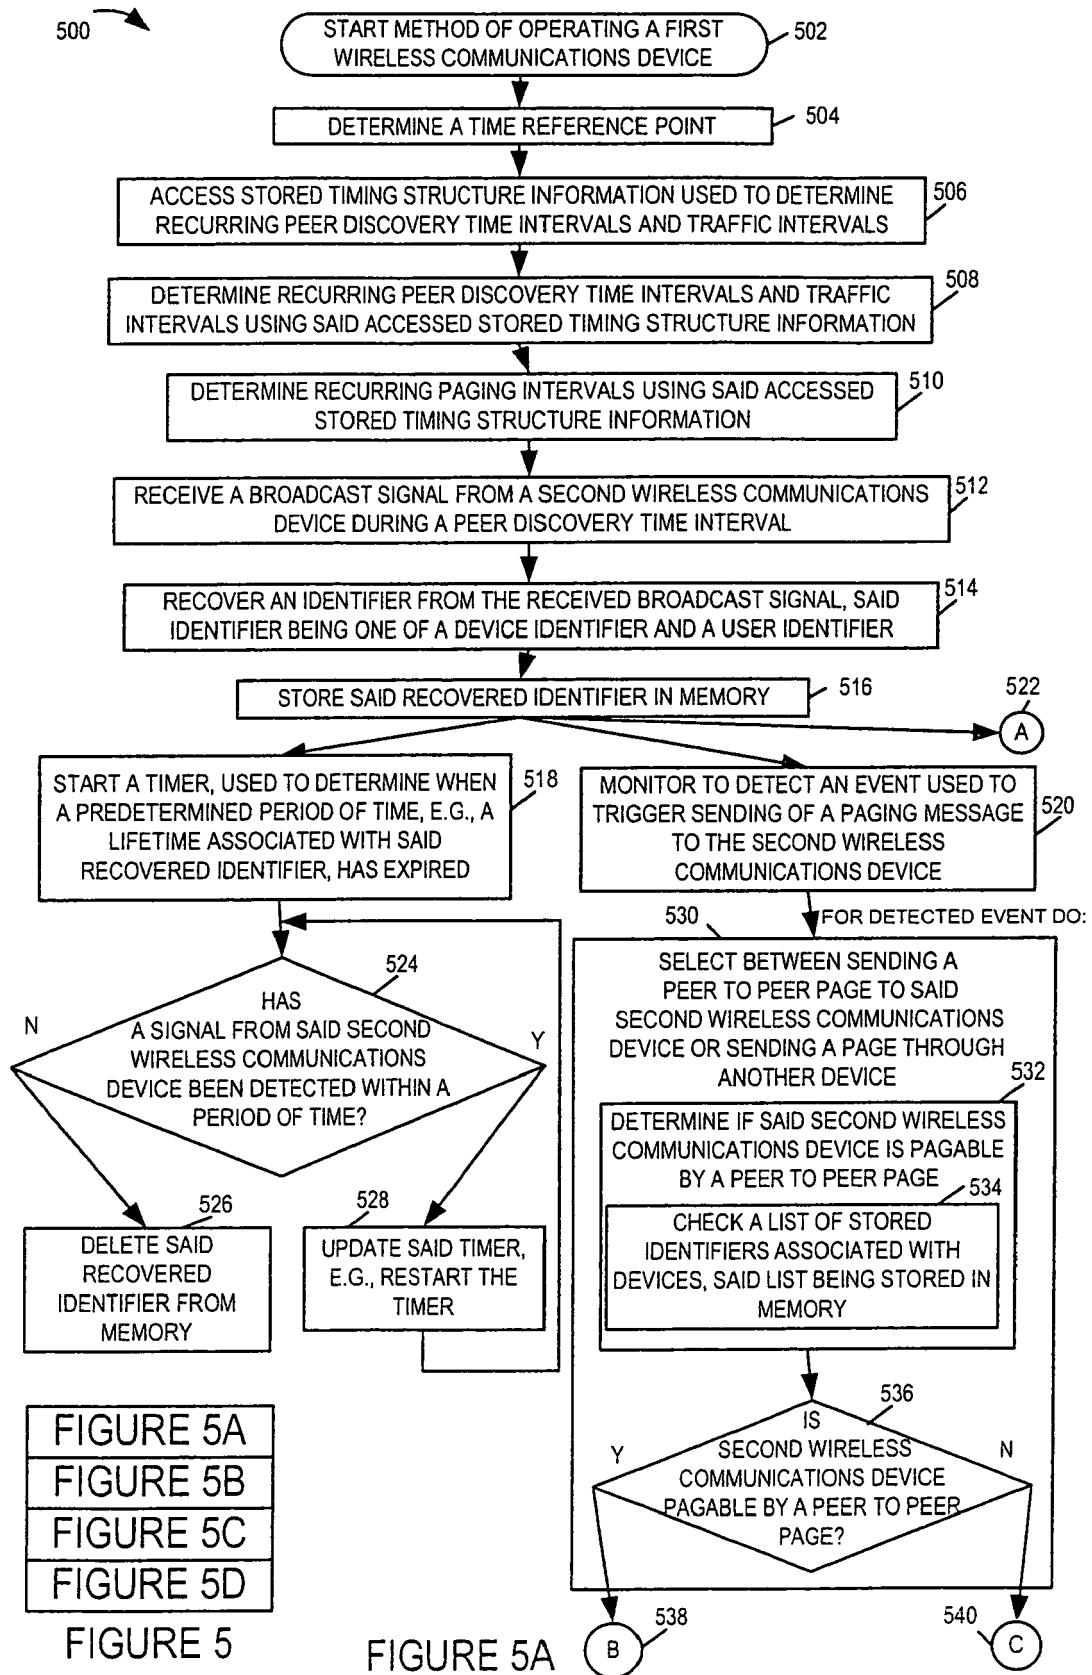 500
START METHOD OF OPERATING A FIRST
WIRELESS COMMUNICATIONS DEVICE
502
DETERMINE A TIME REFERENCE POINT
504
ACCESS STORED TIMING STRUCTURE INFORMATION USED TO DETERMINE
RECURRING PEER DISCOVERY TIME INTERVALS AND TRAFFIC INTERVALS
506
DETERMINE RECURRING PEER DISCOVERY TIME INTERVALS AND TRAFFIC
INTERVALS USING SAID ACCESSED STORED TIMING STRUCTURE INFORMATION
508
DETERMINE RECURRING PAGING INTERVALS USING SAID ACCESSED
STORED TIMING STRUCTURE INFORMATION
510
RECEIVE A BROADCAST SIGNAL FROM A SECOND WIRELESS COMMUNICATIONS
DEVICE DURING A PEER DISCOVERY TIME INTERVAL
512
RECOVER AN IDENTIFIER FROM THE RECEIVED BROADCAST SIGNAL, SAID
IDENTIFIER BEING ONE OF A DEVICE IDENTIFIER AND A USER IDENTIFIER
514
STORE SAID RECOVERED IDENTIFIER IN MEMORY
516
522
A
START A TIMER, USED TO DETERMINE WHEN
A PREDETERMINED PERIOD OF TIME, E.G., A
LIFETIME ASSOCIATED WITH SAID
RECOVERED IDENTIFIER, HAS EXPIRED
518
MONITOR TO DETECT AN EVENT USED TO
TRIGGER SENDING OF A PAGING MESSAGE
TO THE SECOND WIRELESS
COMMUNICATIONS DEVICE
520
FOR DETECTED EVENT DO:
524
HAS
A SIGNAL FROM SAID SECOND
WIRELESS COMMUNICATIONS
DEVICE BEEN DETECTED WITHIN A
PERIOD OF TIME?
N
Y
526
DELETE SAID
RECOVERED
IDENTIFIER FROM
MEMORY
528
UPDATE SAID TIMER,
E.G., RESTART THE
TIMER
530
SELECT BETWEEN SENDING A
PEER TO PEER PAGE TO SAID
SECOND WIRELESS COMMUNICATIONS
DEVICE OR SENDING A PAGE THROUGH
ANOTHER DEVICE
532
DETERMINE IF SAID SECOND WIRELESS
COMMUNICATIONS DEVICE IS PAGABLE
BY A PEER TO PEER PAGE
534
CHECK A LIST OF STORED
IDENTIFIERS ASSOCIATED WITH
DEVICES, SAID LIST BEING STORED IN
MEMORY
536
IS
SECOND WIRELESS
COMMUNICATIONS DEVICE
PAGABLE BY A PEER TO PEER
PAGE?
Y
N
B
538
540
C
FIGURE 5A
FIGURE 5B
FIGURE 5C
FIGURE 5D
FIGURE 5
FIGURE 5A